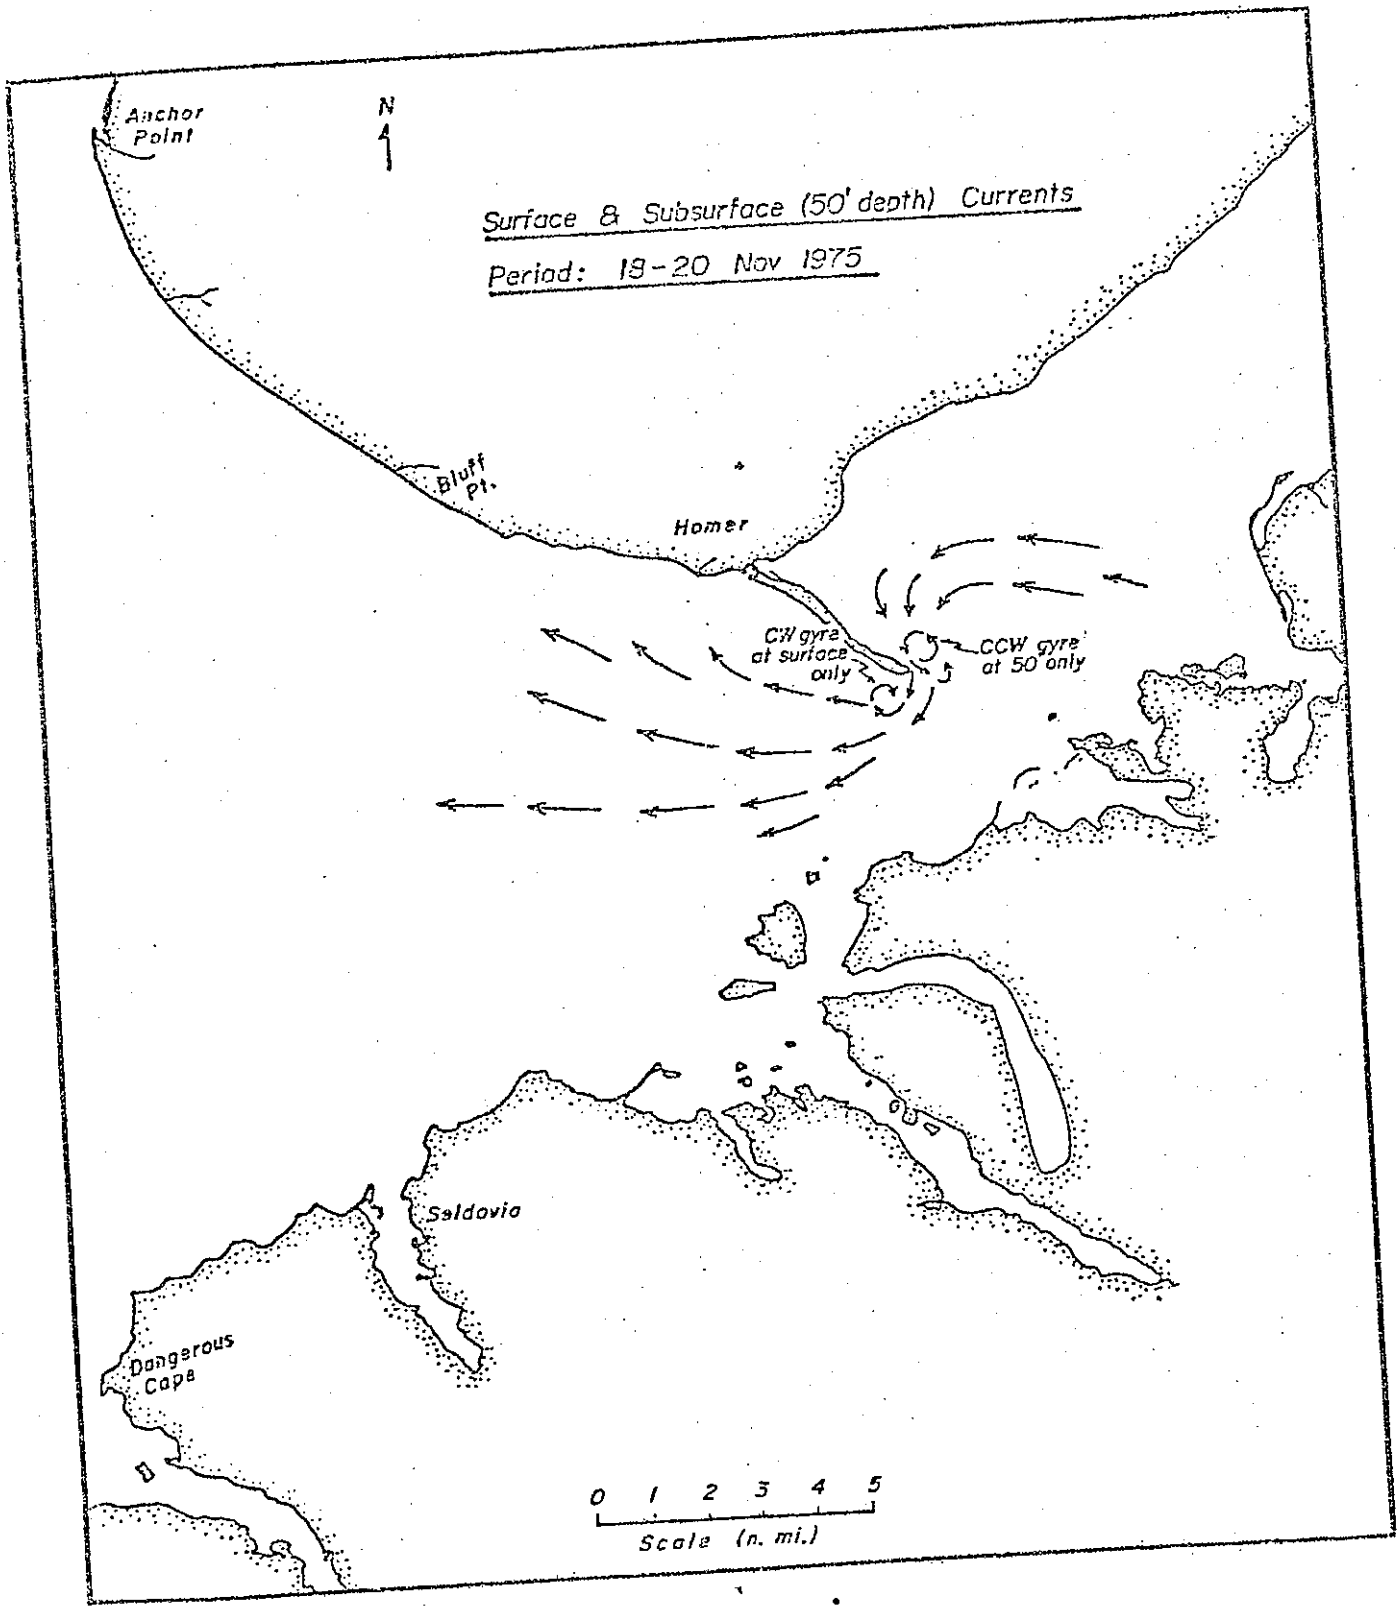 Anchor
Point
N
Surface & Subsurface (50' depth) Currents
Period: 18-20 Nov 1975
Bluff
Pt.
Homer
CW gyre
at surface
only
CCW gyre
at 50' only
Seldovia
Dangerous
Cape
0 1 2 3 4 5
Scale (n. mi.)